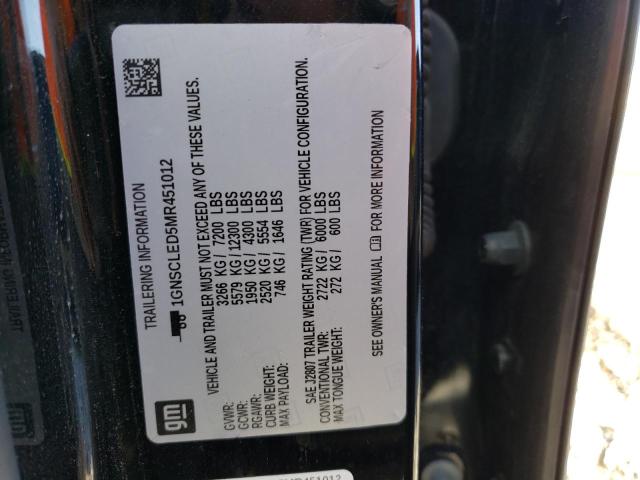 TRAILERING INFORMATION
1GNSCLED5MR451012
VEHICLE AND TRAILER MUST NOT EXCEED ANY OF THESE VALUES.
GVWR: 3266 KG / 7200 LBS
GCWR: 5579 KG / 12300 LBS
RGAWR: 1950 KG / 4300 LBS
CURB WEIGHT: 2520 KG / 5554 LBS
MAX PAYLOAD: 746 KG / 1646 LBS
SAE J2807 TRAILER WEIGHT RATING (TWR) FOR VEHICLE CONFIGURATION.
CONVENTIONAL TWR: 2722 KG / 6000 LBS
MAX TONGUE WEIGHT: 272 KG / 600 LBS
SEE OWNER'S MANUAL FOR MORE INFORMATION
gm